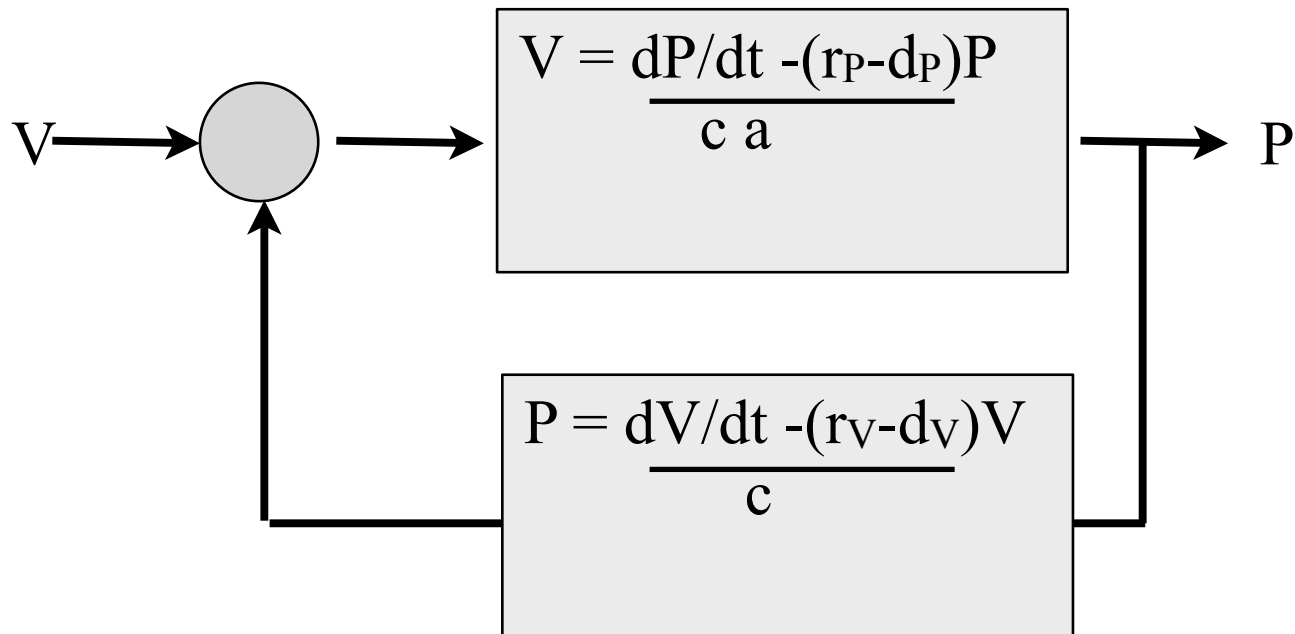 V = dP/dt -(rP-dP)P
c a
V
P
P = dV/dt -(rV-dV)V
c